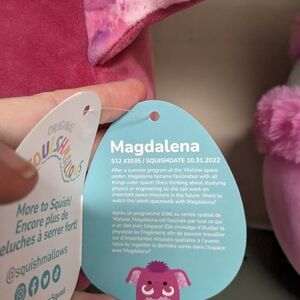 ORIGINAL
SQUISHMALLOWS
More to Squish!
Encore plus de
peluches à serrer fort!
@squishmallows
Magdalena
S12 #2035 / SQUISHDATE 10.31.2022
After a summer program at the 'Mallow space
center, Magdalena became fascinated with all
things outer space! She's thinking about studying
physics or engineering so she can work on
important space missions in the future. Want to
watch the latest spacewalk with Magdalena?
Après un programme d'été au centre spatial de
'Mallow, Magdalena est fascinée par tout ce qui
a un lien avec l'espace! Elle envisage d'étudier la
physique ou l'ingénierie afin de pouvoir travailler
sur d'importantes missions spatiales à l'avenir.
Veux-tu regarder la dernière sortie dans l'espace
avec Magdalena?